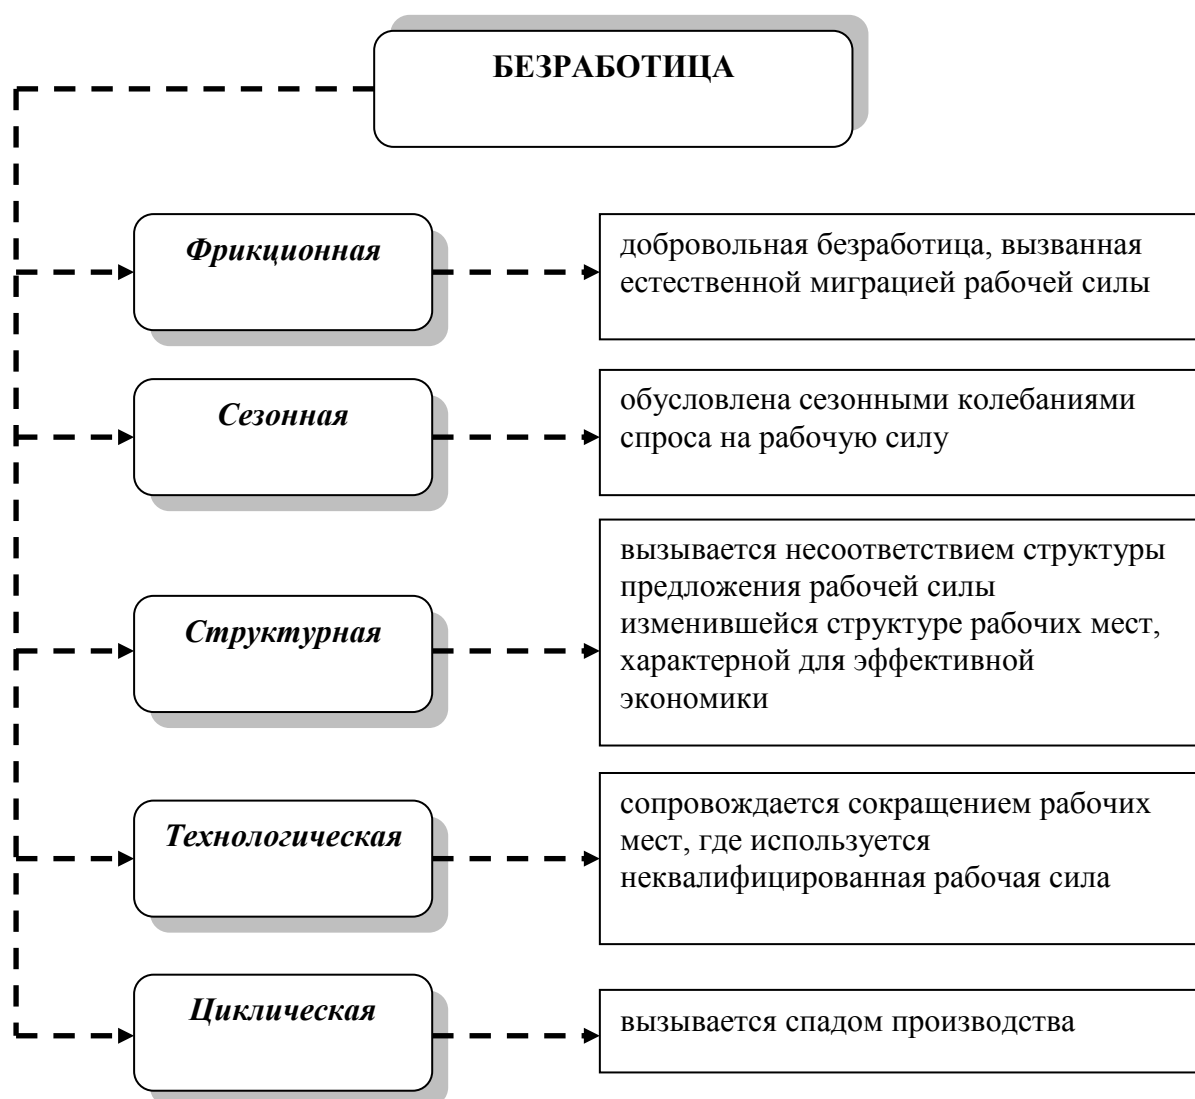 БЕЗРАБОТИЦА
Фрикционная
добровольная безработица, вызванная
естественной миграцией рабочей силы
Сезонная
обусловлена сезонными колебаниями
спроса на рабочую силу
Структурная
вызывается несоответствием структуры
предложения рабочей силы
изменившейся структуре рабочих мест,
характерной для эффективной
экономики
Технологическая
сопровождается сокращением рабочих
мест, где используется
неквалифицированная рабочая сила
Циклическая
вызывается спадом производства